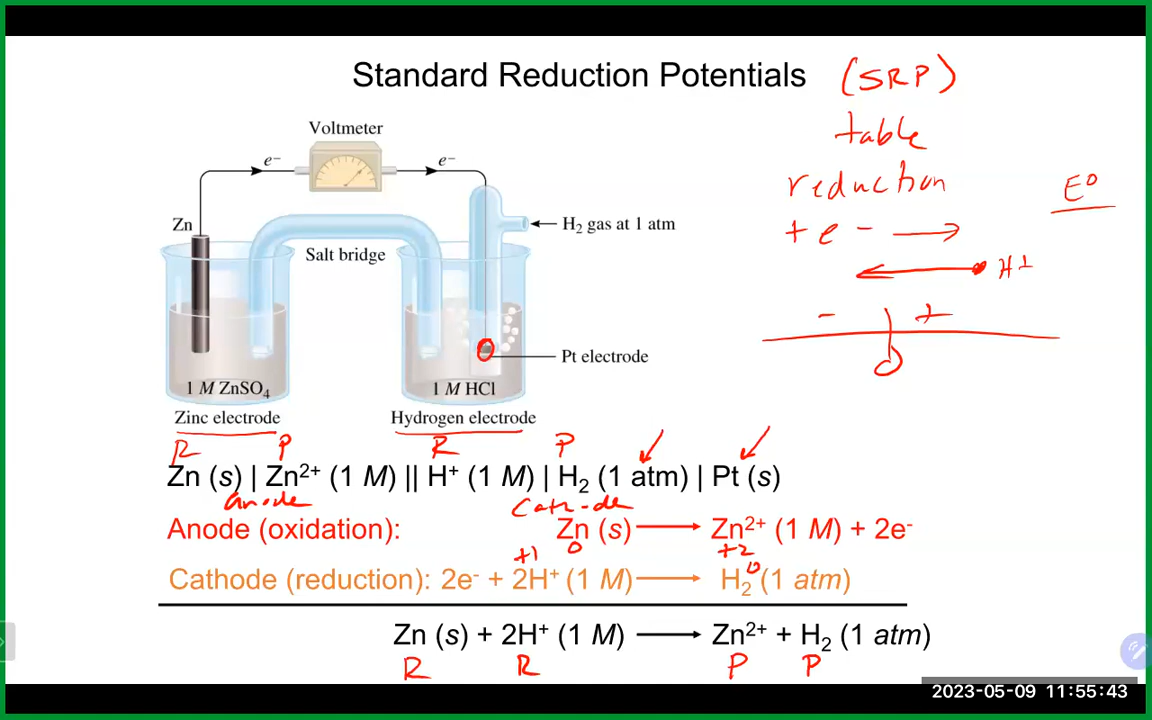 Standard Reduction Potentials (SRP)
table
reduction
E⁰
+ e⁻ →
H⁺
- +
0
Voltmeter
e⁻ e⁻
Zn
H₂ gas at 1 atm
Salt bridge
Pt electrode
1 M ZnSO₄ 1 M HCl
Zinc electrode Hydrogen electrode
R P R P
Zn (s) | Zn²⁺ (1 M) || H⁺ (1 M) | H₂ (1 atm) | Pt (s)
anode Cathode
Anode (oxidation): Zn (s) → Zn²⁺ (1 M) + 2e⁻
0 +2
+1 0
Cathode (reduction): 2e⁻ + 2H⁺ (1 M) → H₂ (1 atm)
Zn (s) + 2H⁺ (1 M) → Zn²⁺ + H₂ (1 atm)
R R P P
2023-05-09 11:55:43